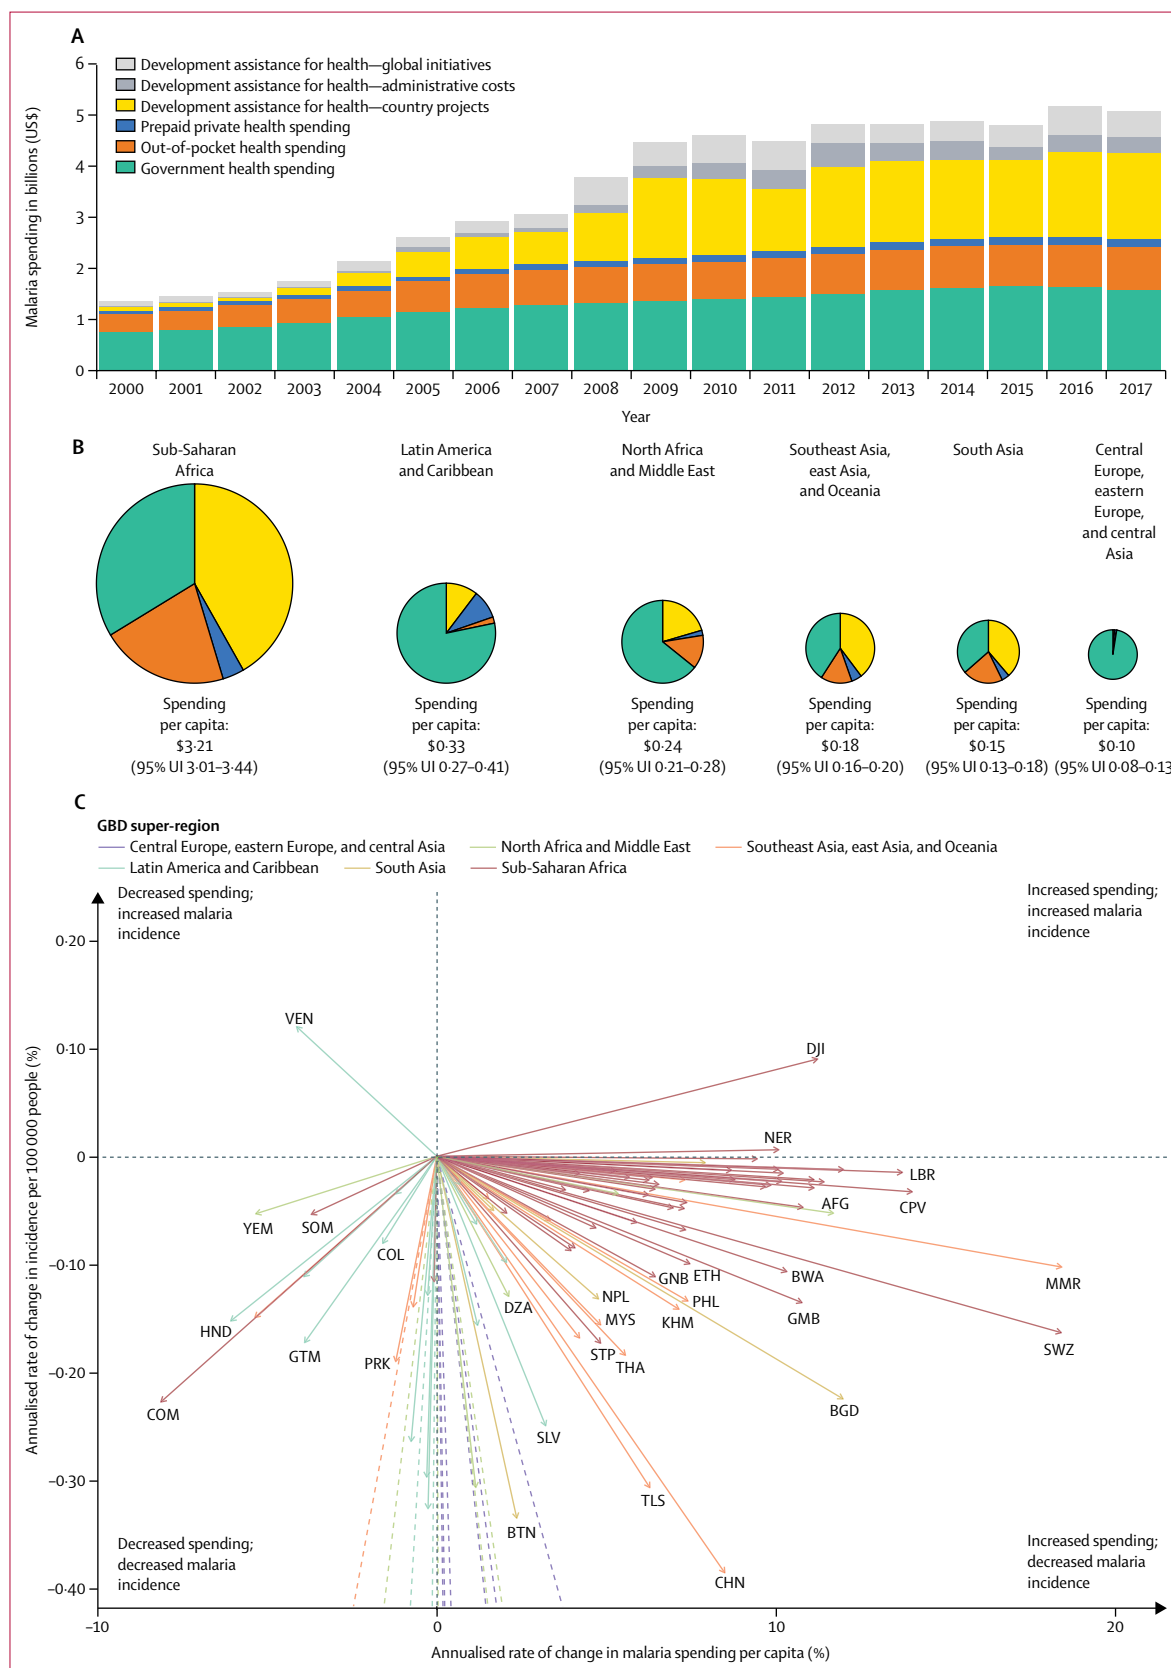 A
6
5
4
3
2
1
0
Malaria spending in billions (US$)
Development assistance for health—global initiatives
Development assistance for health—administrative costs
Development assistance for health—country projects
Prepaid private health spending
Out-of-pocket health spending
Government health spending
2000 2001 2002 2003 2004 2005 2006 2007 2008 2009 2010 2011 2012 2013 2014 2015 2016 2017
Year
B
Sub-Saharan
Africa
Latin America
and Caribbean
North Africa
and Middle East
Southeast Asia,
east Asia,
and Oceania
South Asia
Central
Europe,
eastern
Europe,
and central
Asia
Spending
per capita:
$3·21
(95% UI 3·01–3·44)
Spending
per capita:
$0·33
(95% UI 0·27–0·41)
Spending
per capita:
$0·24
(95% UI 0·21–0·28)
Spending
per capita:
$0·18
(95% UI 0·16–0·20)
Spending
per capita:
$0·15
(95% UI 0·13–0·18)
Spending
per capita:
$0·10
(95% UI 0·08–0·13
C
GBD super-region
Central Europe, eastern Europe, and central Asia
North Africa and Middle East
Southeast Asia, east Asia, and Oceania
Latin America and Caribbean
South Asia
Sub-Saharan Africa
Decreased spending;
increased malaria
incidence
Increased spending;
increased malaria
incidence
0·20
0·10
0
–0·10
–0·20
–0·30
–0·40
Annualised rate of change in incidence per 100 000 people (%)
VEN
DJI
NER
LBR
AFG
CPV
YEM
SOM
COL
MMR
BWA
GNB
ETH
NPL
DZA
PHL
GMB
MYS
KHM
HND
SWZ
GTM
PRK
STP
THA
COM
BGD
SLV
TLS
BTN
CHN
Decreased spending;
decreased malaria
incidence
Increased spending;
decreased malaria
incidence
–10
0
10
20
Annualised rate of change in malaria spending per capita (%)